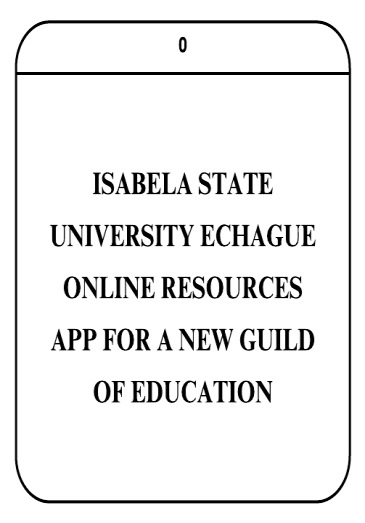 0
ISABELA STATE
UNIVERSITY ECHAGUE
ONLINE RESOURCES
APP FOR A NEW GUILD
OF EDUCATION